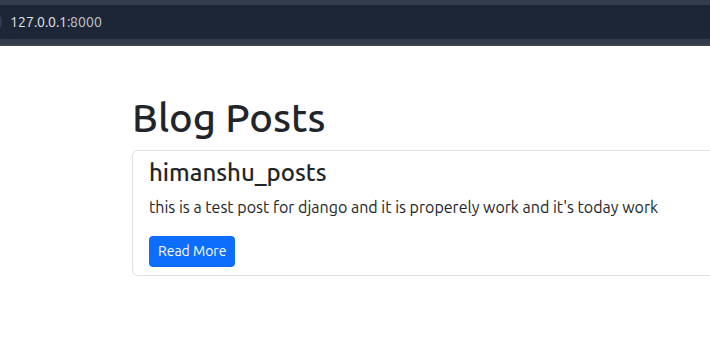 127.0.0.1:8000
Blog Posts
himanshu_posts
this is a test post for django and it is properely work and it's today work
Read More